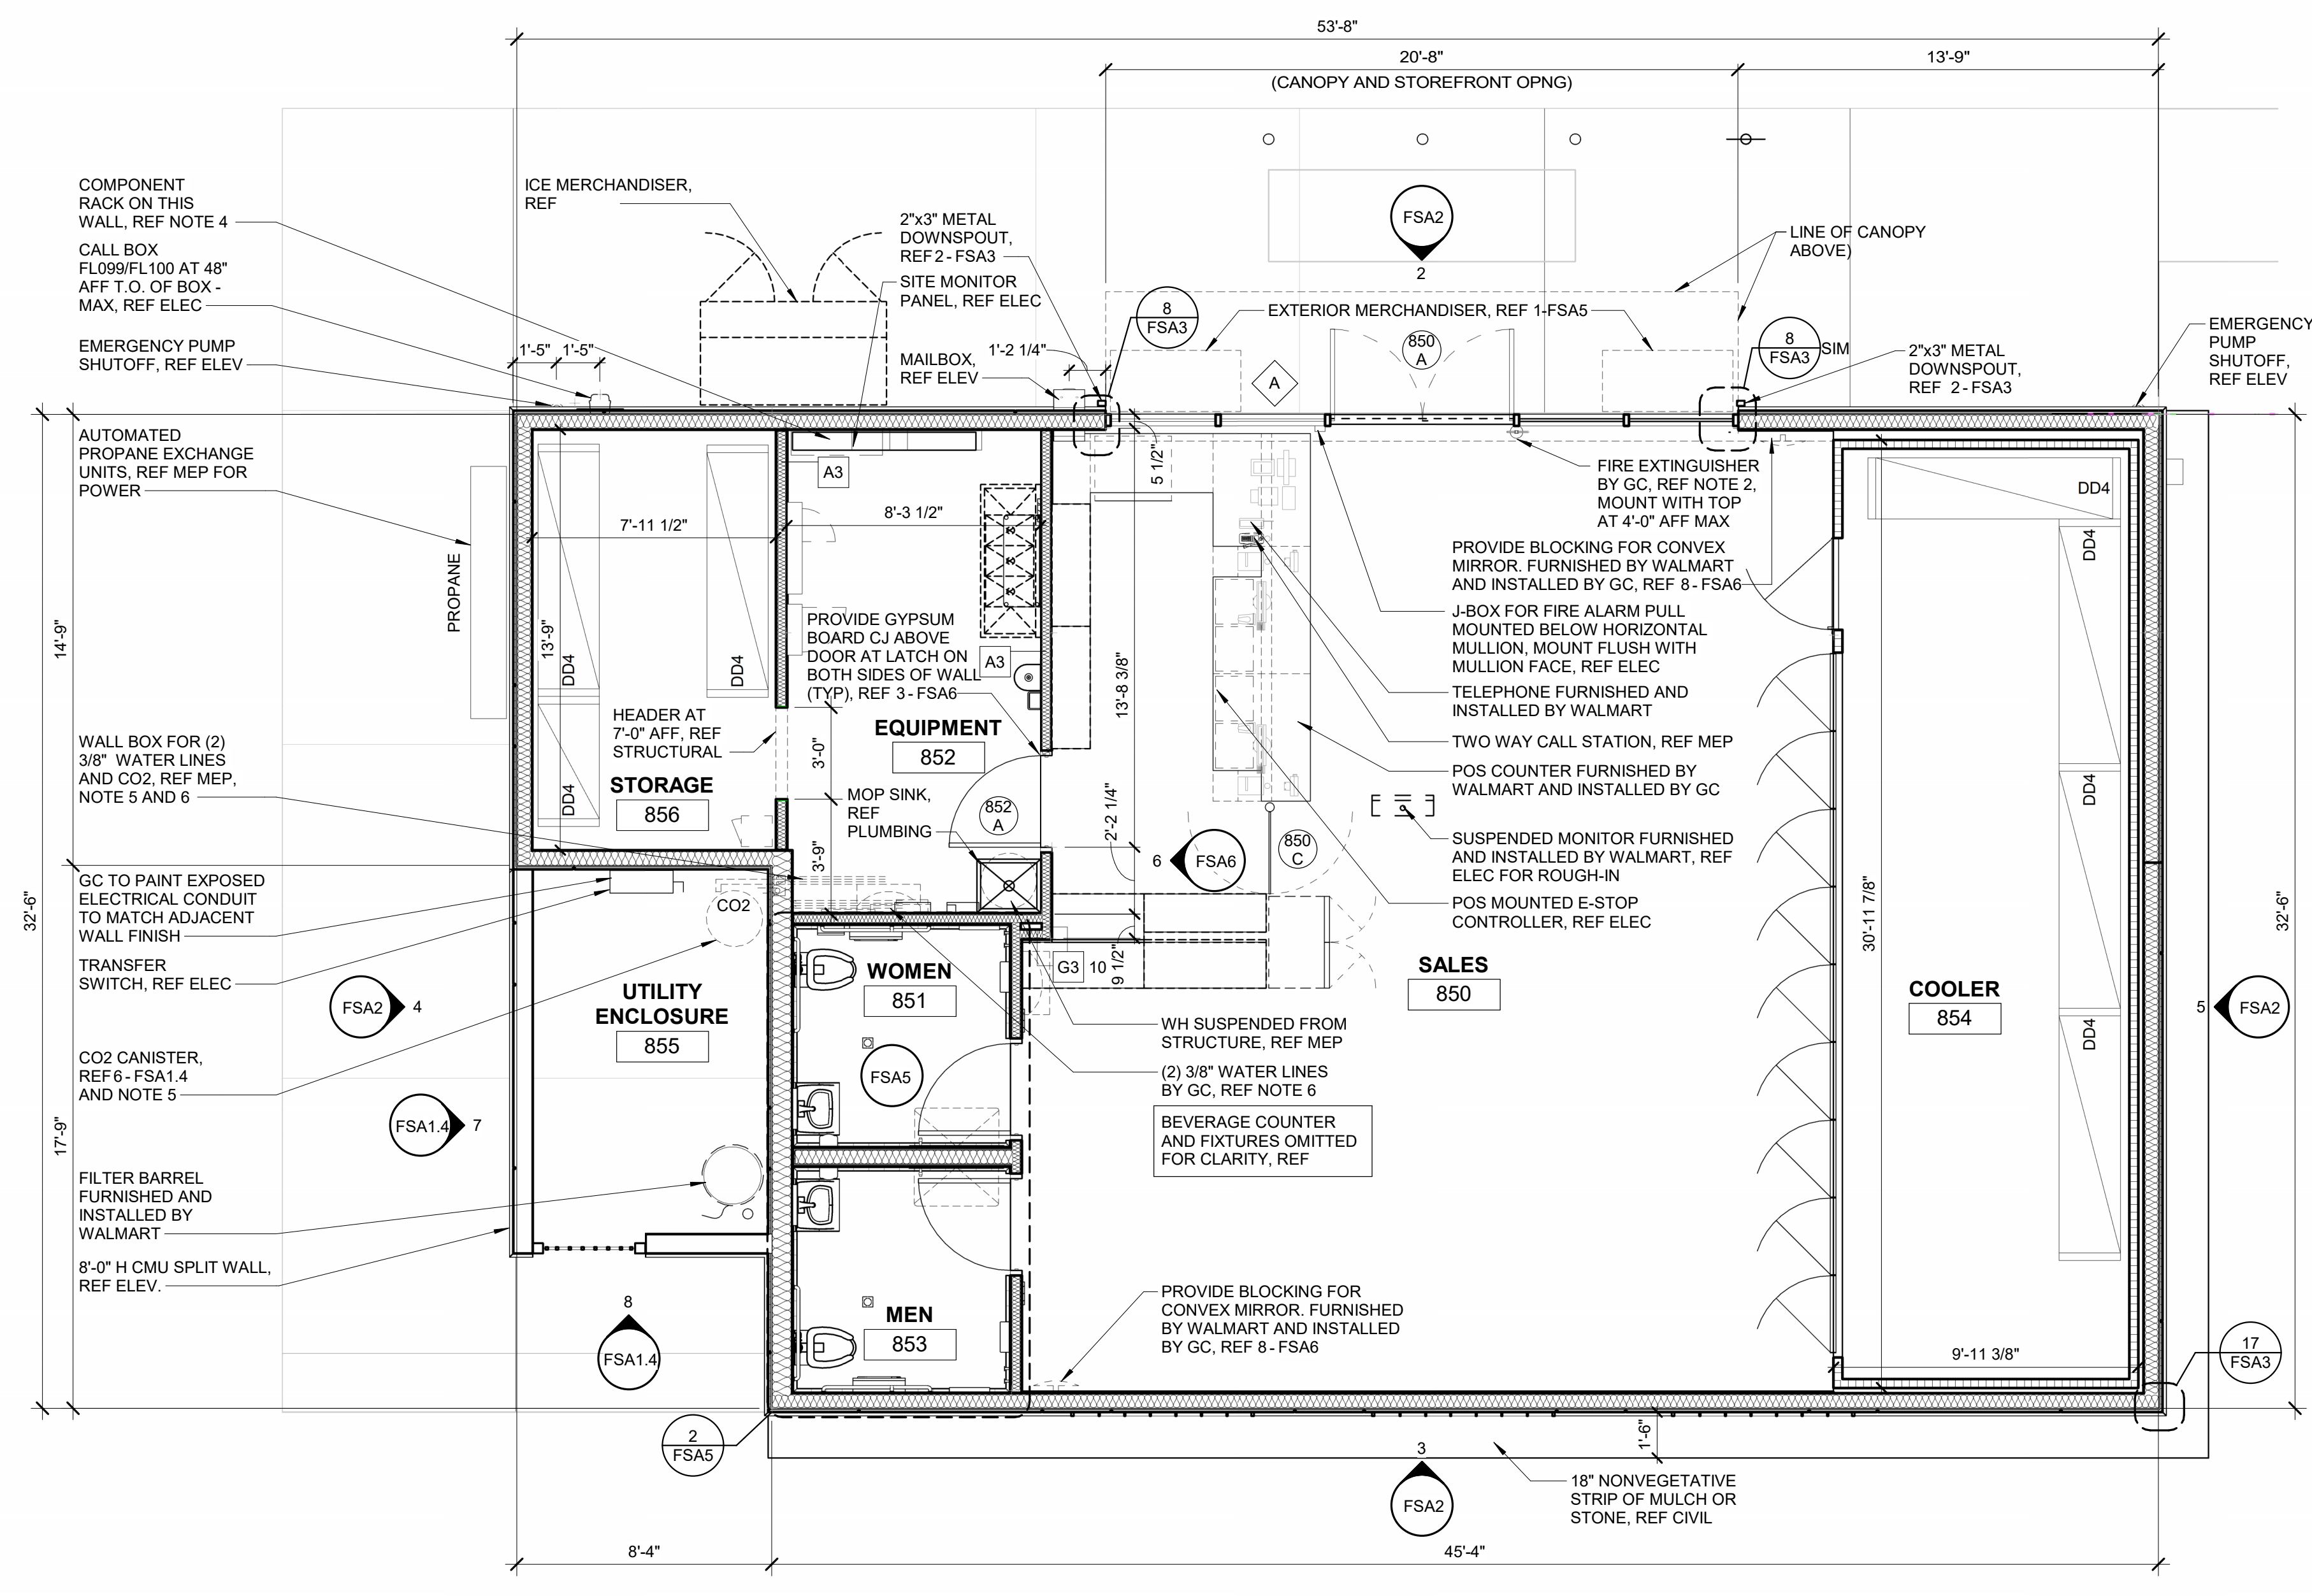 53'-8"
20'-8"
13'-9"
(CANOPY AND STOREFRONT OPNG)
COMPONENT
RACK ON THIS
WALL, REF NOTE 4
CALL BOX
FL099/FL100 AT 48"
AFF T.O. OF BOX -
MAX, REF ELEC
EMERGENCY PUMP
SHUTOFF, REF ELEV
AUTOMATED
PROPANE EXCHANGE
UNITS, REF MEP FOR
POWER
ICE MERCHANDISER,
REF
2"x3" METAL
DOWNSPOUT,
REF 2 - FSA3
SITE MONITOR
PANEL, REF ELEC
MAILBOX,
REF ELEV
1'-5"
1'-5"
1'-2 1/4"
8
FSA3
FSA2
2
EXTERIOR MERCHANDISER, REF 1-FSA5
850
A
A
LINE OF CANOPY
ABOVE)
8
FSA3
SIM
2"x3" METAL
DOWNSPOUT,
REF 2 - FSA3
EMERGENCY
PUMP
SHUTOFF,
REF ELEV
PROPANE
14'-9"
32'-6"
17'-9"
A3
7'-11 1/2"
8'-3 1/2"
5 1/2"
13'-9"
DD4
DD4
DD4
PROVIDE GYPSUM
BOARD CJ ABOVE
DOOR AT LATCH ON
BOTH SIDES OF WALL
(TYP), REF 3 - FSA6
A3
13'-8 3/8"
HEADER AT
7'-0" AFF, REF
STRUCTURAL
EQUIPMENT
852
3'-0"
STORAGE
856
MOP SINK,
REF
PLUMBING
852
A
3'-9"
2'-2 1/4"
6
FSA6
850
C
FIRE EXTINGUISHER
BY GC, REF NOTE 2,
MOUNT WITH TOP
AT 4'-0" AFF MAX
PROVIDE BLOCKING FOR CONVEX
MIRROR. FURNISHED BY WALMART
AND INSTALLED BY GC, REF 8 - FSA6
J-BOX FOR FIRE ALARM PULL
MOUNTED BELOW HORIZONTAL
MULLION, MOUNT FLUSH WITH
MULLION FACE, REF ELEC
TELEPHONE FURNISHED AND
INSTALLED BY WALMART
TWO WAY CALL STATION, REF MEP
POS COUNTER FURNISHED BY
WALMART AND INSTALLED BY GC
SUSPENDED MONITOR FURNISHED
AND INSTALLED BY WALMART, REF
ELEC FOR ROUGH-IN
POS MOUNTED E-STOP
CONTROLLER, REF ELEC
DD4
DD4
DD4
DD4
30'-11 7/8"
32'-6"
WALL BOX FOR (2)
3/8" WATER LINES
AND CO2, REF MEP,
NOTE 5 AND 6
GC TO PAINT EXPOSED
ELECTRICAL CONDUIT
TO MATCH ADJACENT
WALL FINISH
TRANSFER
SWITCH, REF ELEC
FSA2
4
CO2 CANISTER,
REF 6 - FSA1.4
AND NOTE 5
FSA1.4
7
FILTER BARREL
FURNISHED AND
INSTALLED BY
WALMART
8'-0" H CMU SPLIT WALL,
REF ELEV.
CO2
UTILITY
ENCLOSURE
855
WOMEN
851
FSA5
G3
10
9 1/2"
SALES
850
COOLER
854
5
FSA2
WH SUSPENDED FROM
STRUCTURE, REF MEP
(2) 3/8" WATER LINES
BY GC, REF NOTE 6
BEVERAGE COUNTER
AND FIXTURES OMITTED
FOR CLARITY, REF
MEN
853
8
FSA1.4
PROVIDE BLOCKING FOR
CONVEX MIRROR. FURNISHED
BY WALMART AND INSTALLED
BY GC, REF 8 - FSA6
9'-11 3/8"
17
FSA3
2
FSA5
1'-6"
3
FSA2
18" NONVEGETATIVE
STRIP OF MULCH OR
STONE, REF CIVIL
8'-4"
45'-4"